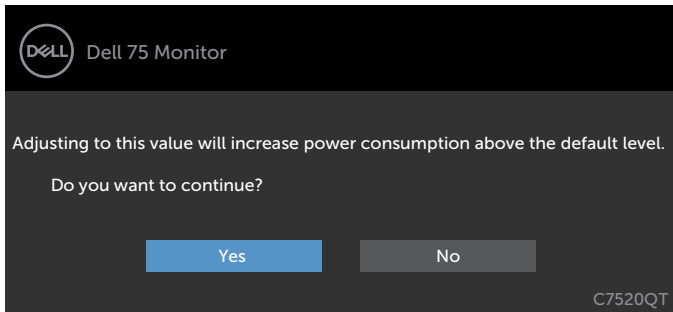 DELL
Dell 75 Monitor
Adjusting to this value will increase power consumption above the default level.
Do you want to continue?
Yes
No
C7520QT